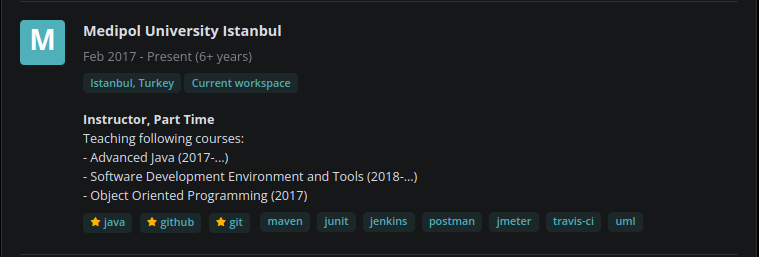 M
Medipol University Istanbul
Feb 2017 - Present (6+ years)
Istanbul, Turkey Current workspace
Instructor, Part Time
Teaching following courses:
- Advanced Java (2017-...)
- Software Development Environment and Tools (2018-...)
- Object Oriented Programming (2017)
java github git maven junit jenkins postman jmeter travis-ci uml